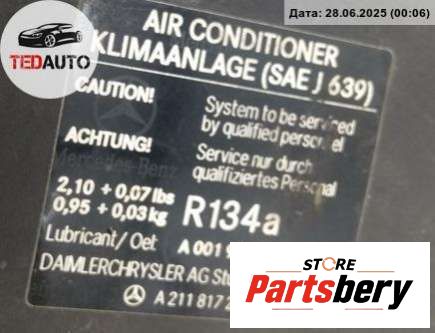 Дата: 28.06.2025 (00:06)
TEDAUTO
AIR CONDITIONER
KLIMAANLAGE (SAE J 639)
CAUTION!
System to be serviced
by qualified personnel
ACHTUNG!
Mercedes-Benz
Service nur durch
qualifiziertes Personal
2,10 + 0,07 lbs
0,95 + 0,03 kg
R134a
Lubricant/ Oel:
A 001
DAIMLERCHRYSLER AG
A 211 817 2
STORE
Partsbery